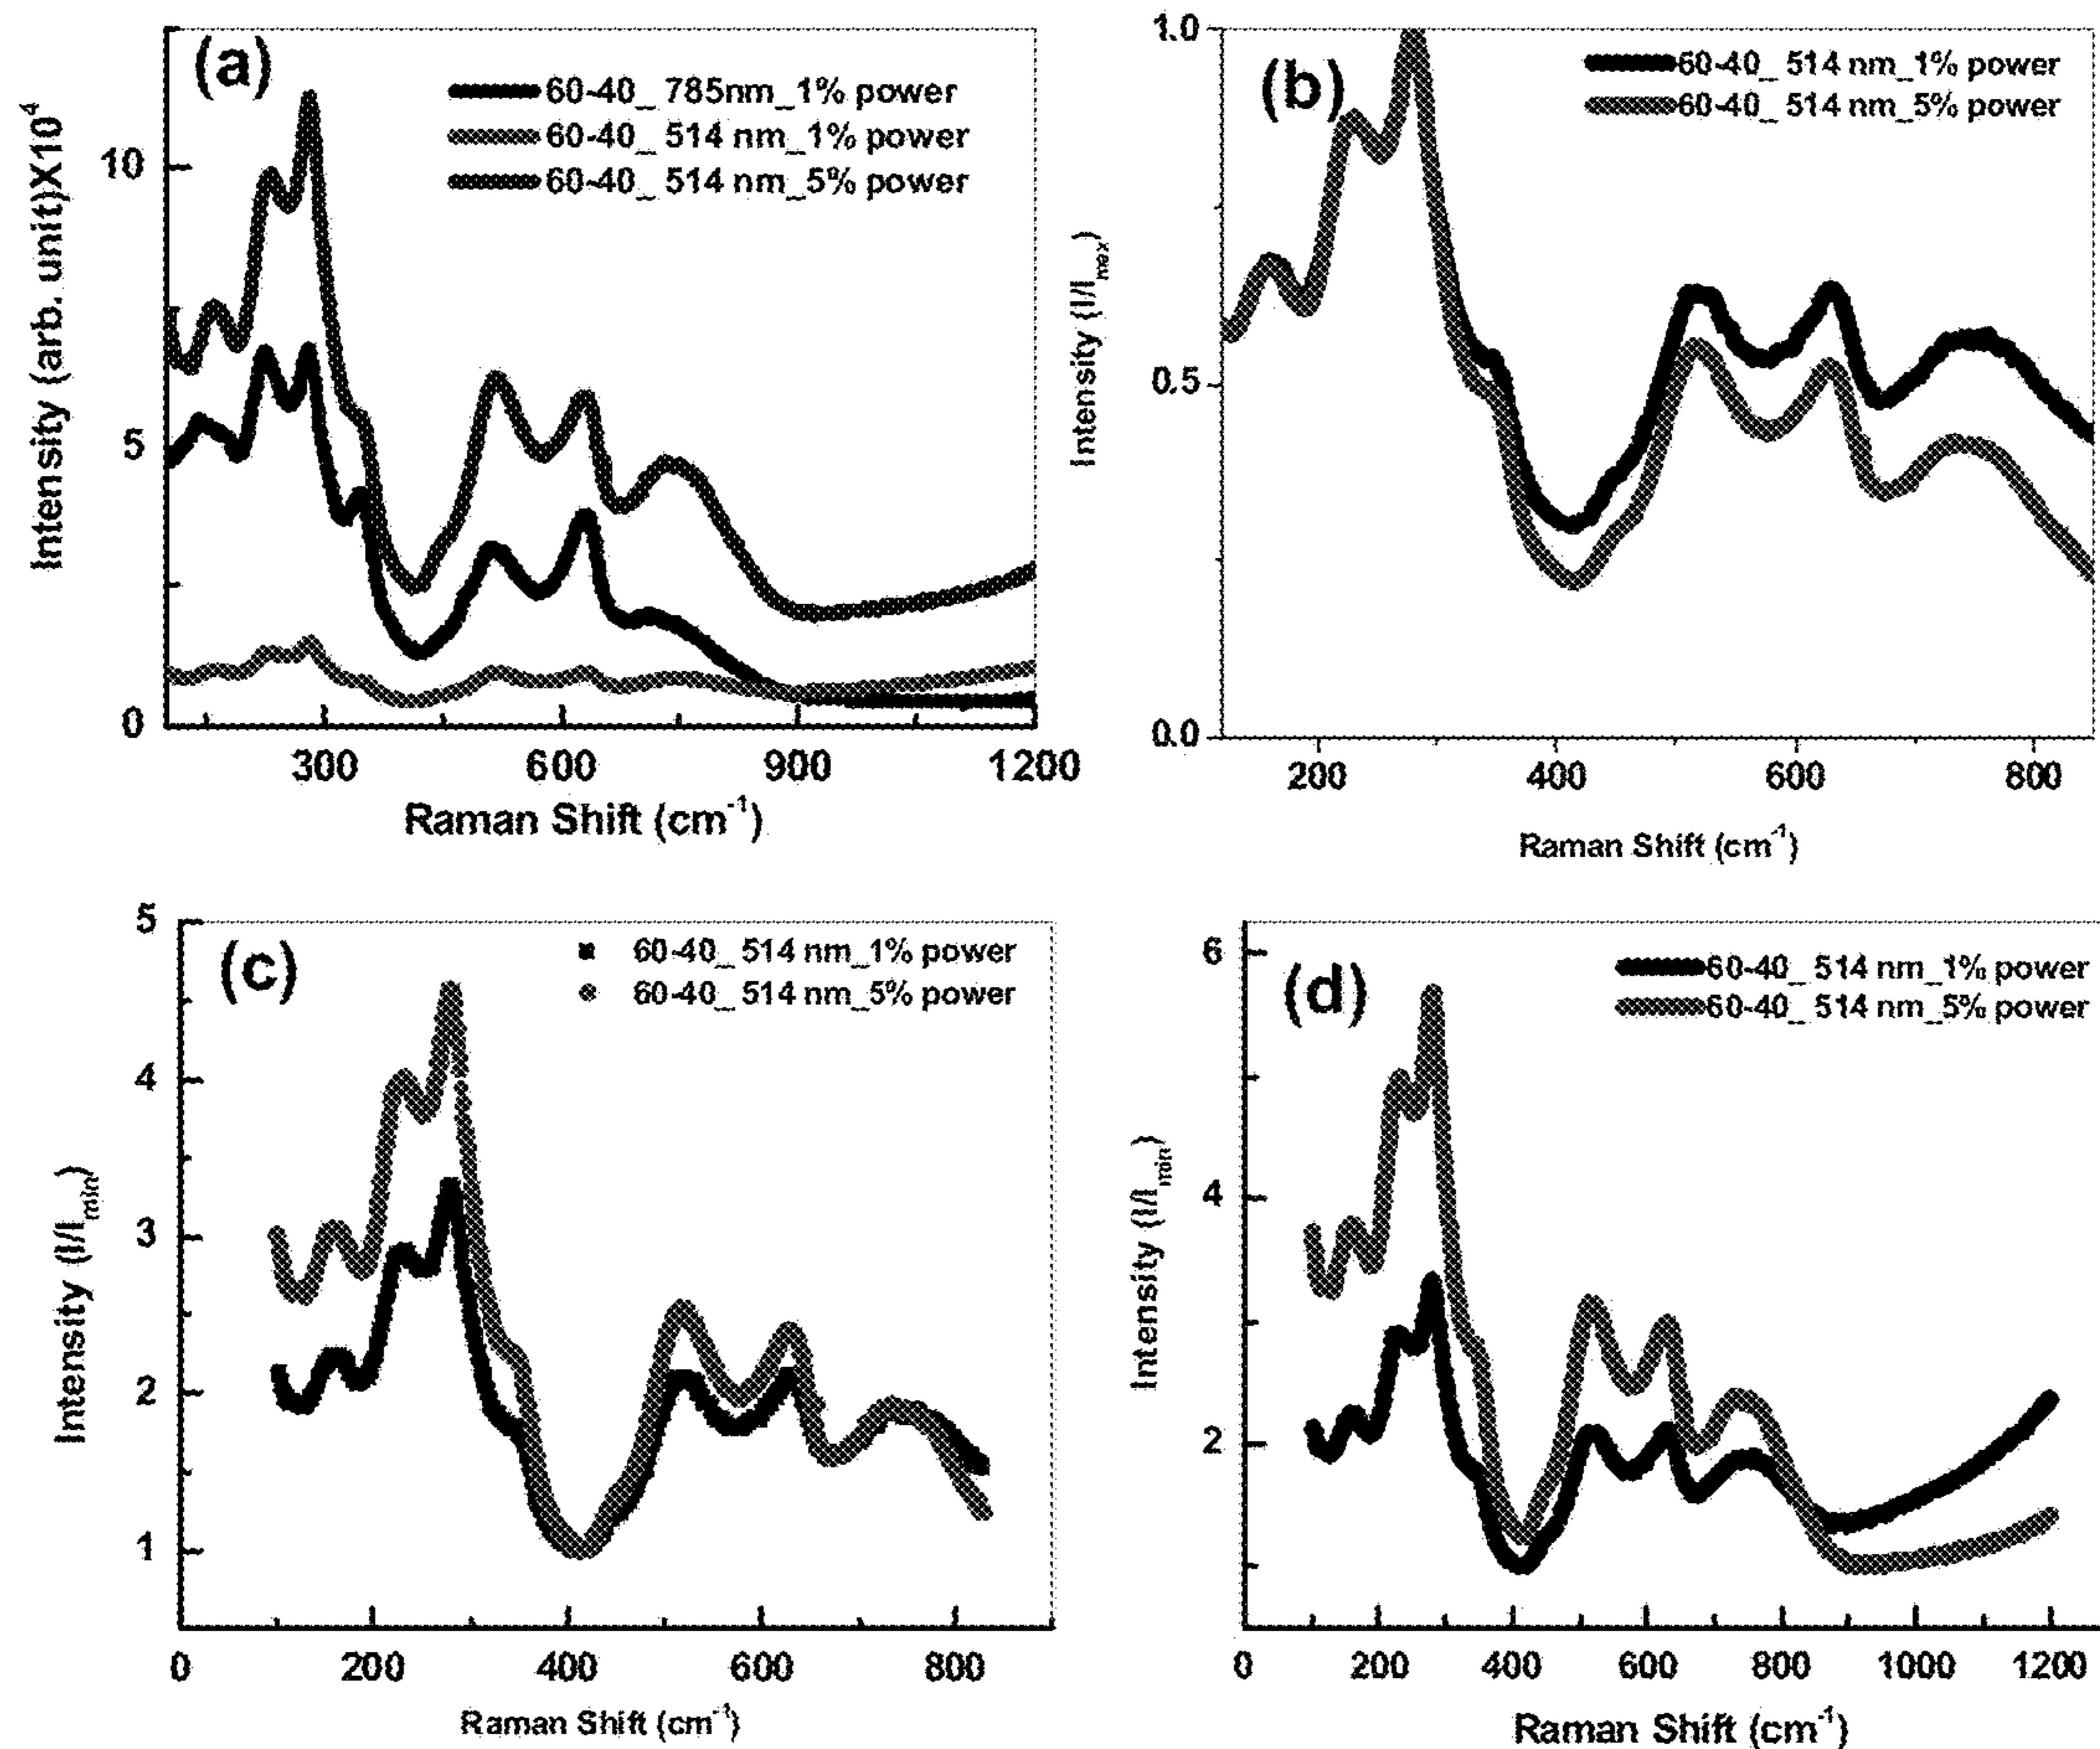 (a)
60-40_ 785nm_1% power
60-40_ 514 nm_1% power
60-40_ 514 nm_5% power
Intensity (arb. unit)X10⁴
10
5
0
300 600 900 1200
Raman Shift (cm⁻¹)
(b)
60-40_ 514 nm_1% power
60-40_ 514 nm_5% power
Intensity (I/Imax)
1.0
0.5
0.0
200 400 600 800
Raman Shift (cm⁻¹)
(c)
60-40_ 514 nm_1% power
60-40_ 514 nm_5% power
Intensity (I/Imin)
5
4
3
2
1
0 200 400 600 800
Raman Shift (cm⁻¹)
(d)
60-40_ 514 nm_1% power
60-40_ 514 nm_5% power
Intensity (I/Imin)
6
4
2
0 200 400 600 800 1000 1200
Raman Shift (cm⁻¹)